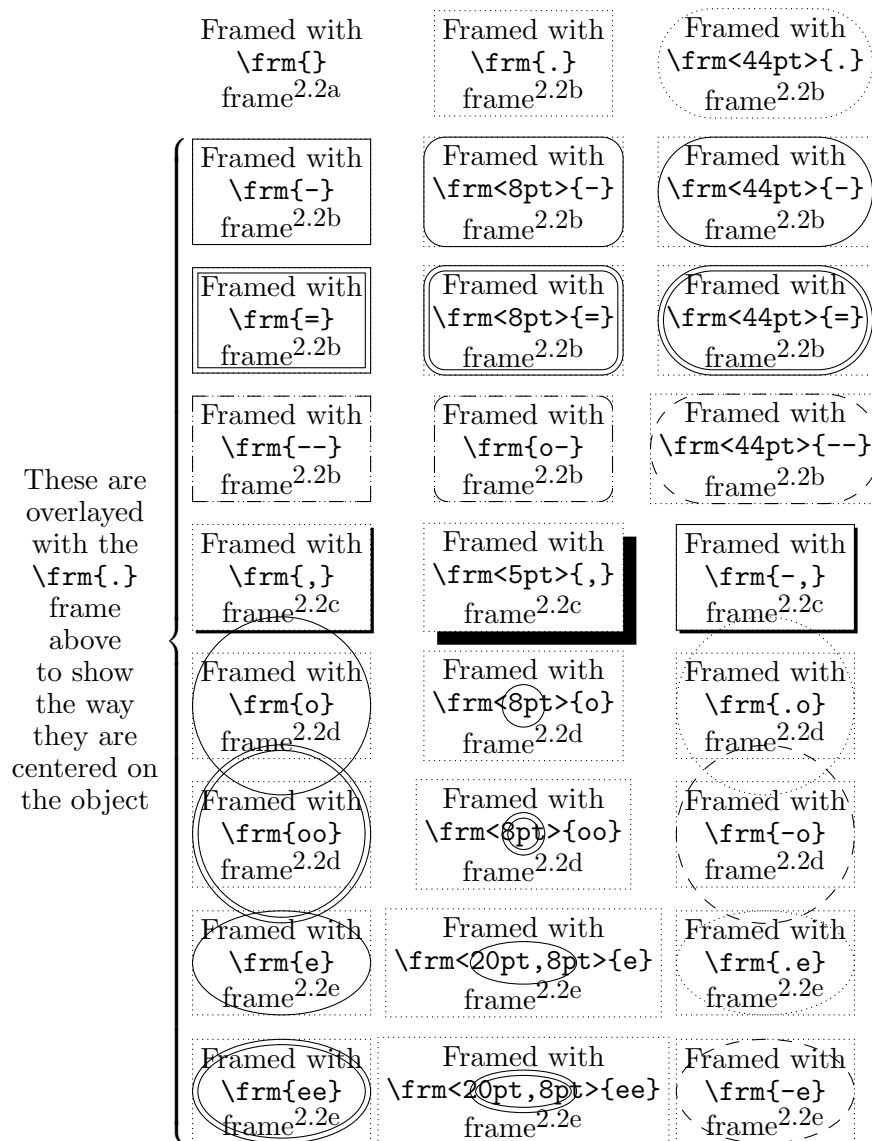 Framed with
\frm{}
frame2.2a
Framed with
\frm{.}
frame2.2b
Framed with
\frm<44pt>{.}
frame2.2b
These are
overlayed
with the
\frm{.}
frame
above
to show
the way
they are
centered on
the object
Framed with
\frm{-}
frame2.2b
Framed with
\frm<8pt>{-}
frame2.2b
Framed with
\frm<44pt>{-}
frame2.2b
Framed with
\frm{=}
frame2.2b
Framed with
\frm<8pt>{=}
frame2.2b
Framed with
\frm<44pt>{=}
frame2.2b
Framed with
\frm{--}
frame2.2b
Framed with
\frm{o-}
frame2.2b
Framed with
\frm<44pt>{--}
frame2.2b
Framed with
\frm{,}
frame2.2c
Framed with
\frm<5pt>{,}
frame2.2c
Framed with
\frm{-,}
frame2.2c
Framed with
\frm{o}
frame2.2d
Framed with
\frm<8pt>{o}
frame2.2d
Framed with
\frm{.o}
frame2.2d
Framed with
\frm{oo}
frame2.2d
Framed with
\frm<8pt>{oo}
frame2.2d
Framed with
\frm{-o}
frame2.2d
Framed with
\frm{e}
frame2.2e
Framed with
\frm<20pt,8pt>{e}
frame2.2e
Framed with
\frm{.e}
frame2.2e
Framed with
\frm{ee}
frame2.2e
Framed with
\frm<20pt,8pt>{ee}
frame2.2e
Framed with
\frm{-e}
frame2.2e